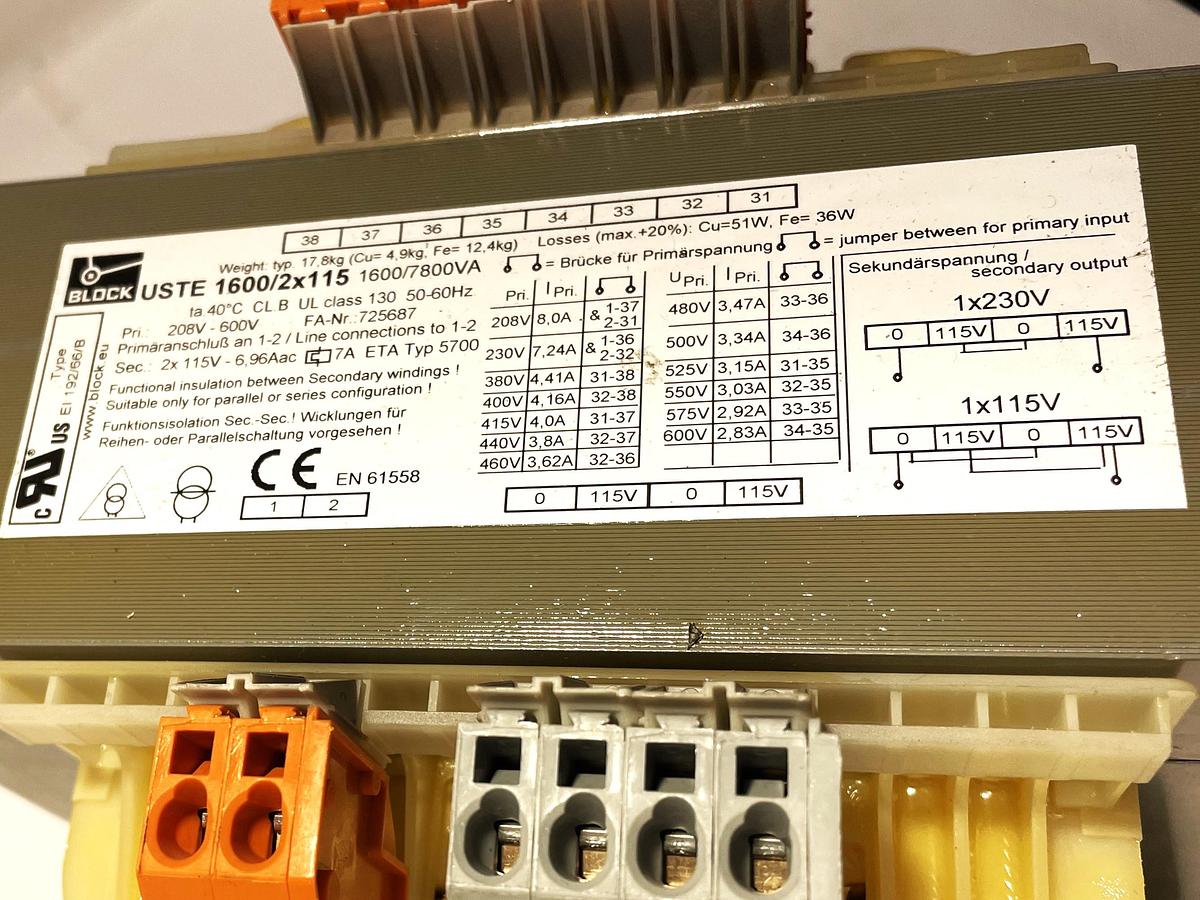 38 37 36 35 34 33 32 31
Weight: typ. 17,8kg (Cu= 4,9kg, Fe= 12,4kg) Losses (max.+20%): Cu=51W, Fe= 36W
BLOCK
USTE 1600/2x115 1600/7800VA
= Brücke für Primärspannung = jumper between for primary input
ta 40°C CL.B UL class 130 50-60Hz
Pri.: 208V - 600V FA-Nr.:725687
Primäranschluß an 1-2 / Line connections to 1-2
Sec.: 2x 115V - 6,96Aac 7A ETA Typ 5700
Functional insulation between Secondary windings !
Suitable only for parallel or series configuration !
Funktionsisolation Sec.-Sec.! Wicklungen für
Reihen- oder Parallelschaltung vorgesehen !
Type
EI 192/66/B
www.block.eu
c RU US
CE EN 61558
1 2
Pri. I Pri.
208V 8,0A & 1-37
2-31
230V 7,24A & 1-36
2-32
380V 4,41A 31-38
400V 4,16A 32-38
415V 4,0A 31-37
440V 3,8A 32-37
460V 3,62A 32-36
U Pri. I Pri.
480V 3,47A 33-36
500V 3,34A 34-36
525V 3,15A 31-35
550V 3,03A 32-35
575V 2,92A 33-35
600V 2,83A 34-35
0 115V 0 115V
Sekundärspannung /
secondary output
1x230V
0 115V 0 115V
1x115V
0 115V 0 115V